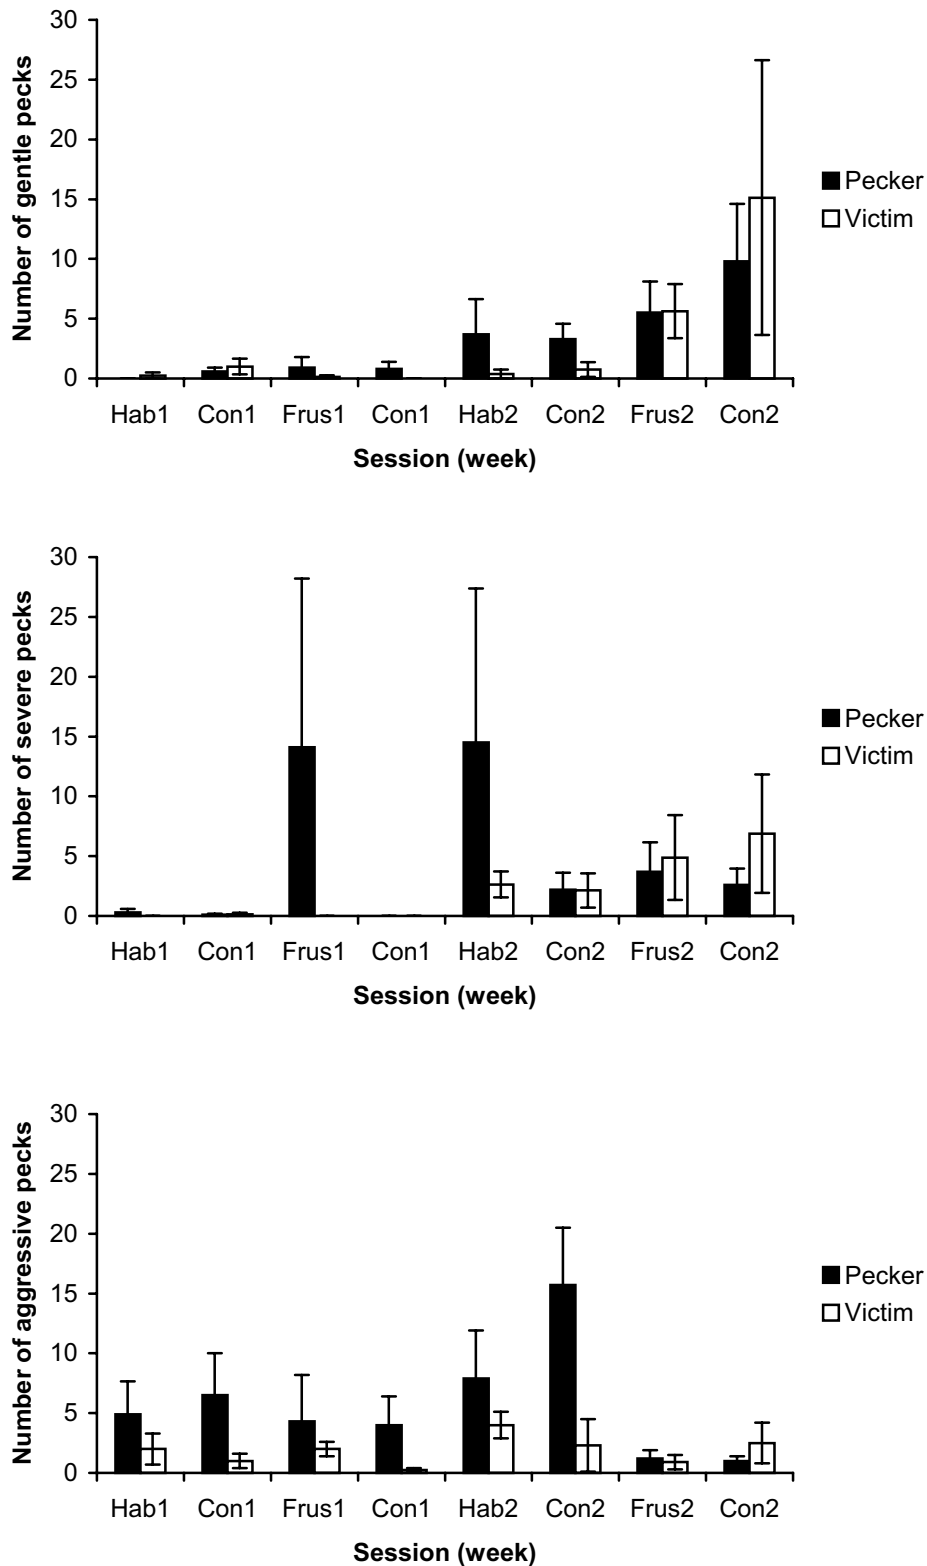 Number of gentle pecks
30
25
20
15
10
5
0
Hab1 Con1 Frus1 Con1 Hab2 Con2 Frus2 Con2
Session (week)
Pecker
Victim
Number of severe pecks
30
25
20
15
10
5
0
Hab1 Con1 Frus1 Con1 Hab2 Con2 Frus2 Con2
Session (week)
Pecker
Victim
Number of aggressive pecks
30
25
20
15
10
5
0
Hab1 Con1 Frus1 Con1 Hab2 Con2 Frus2 Con2
Session (week)
Pecker
Victim